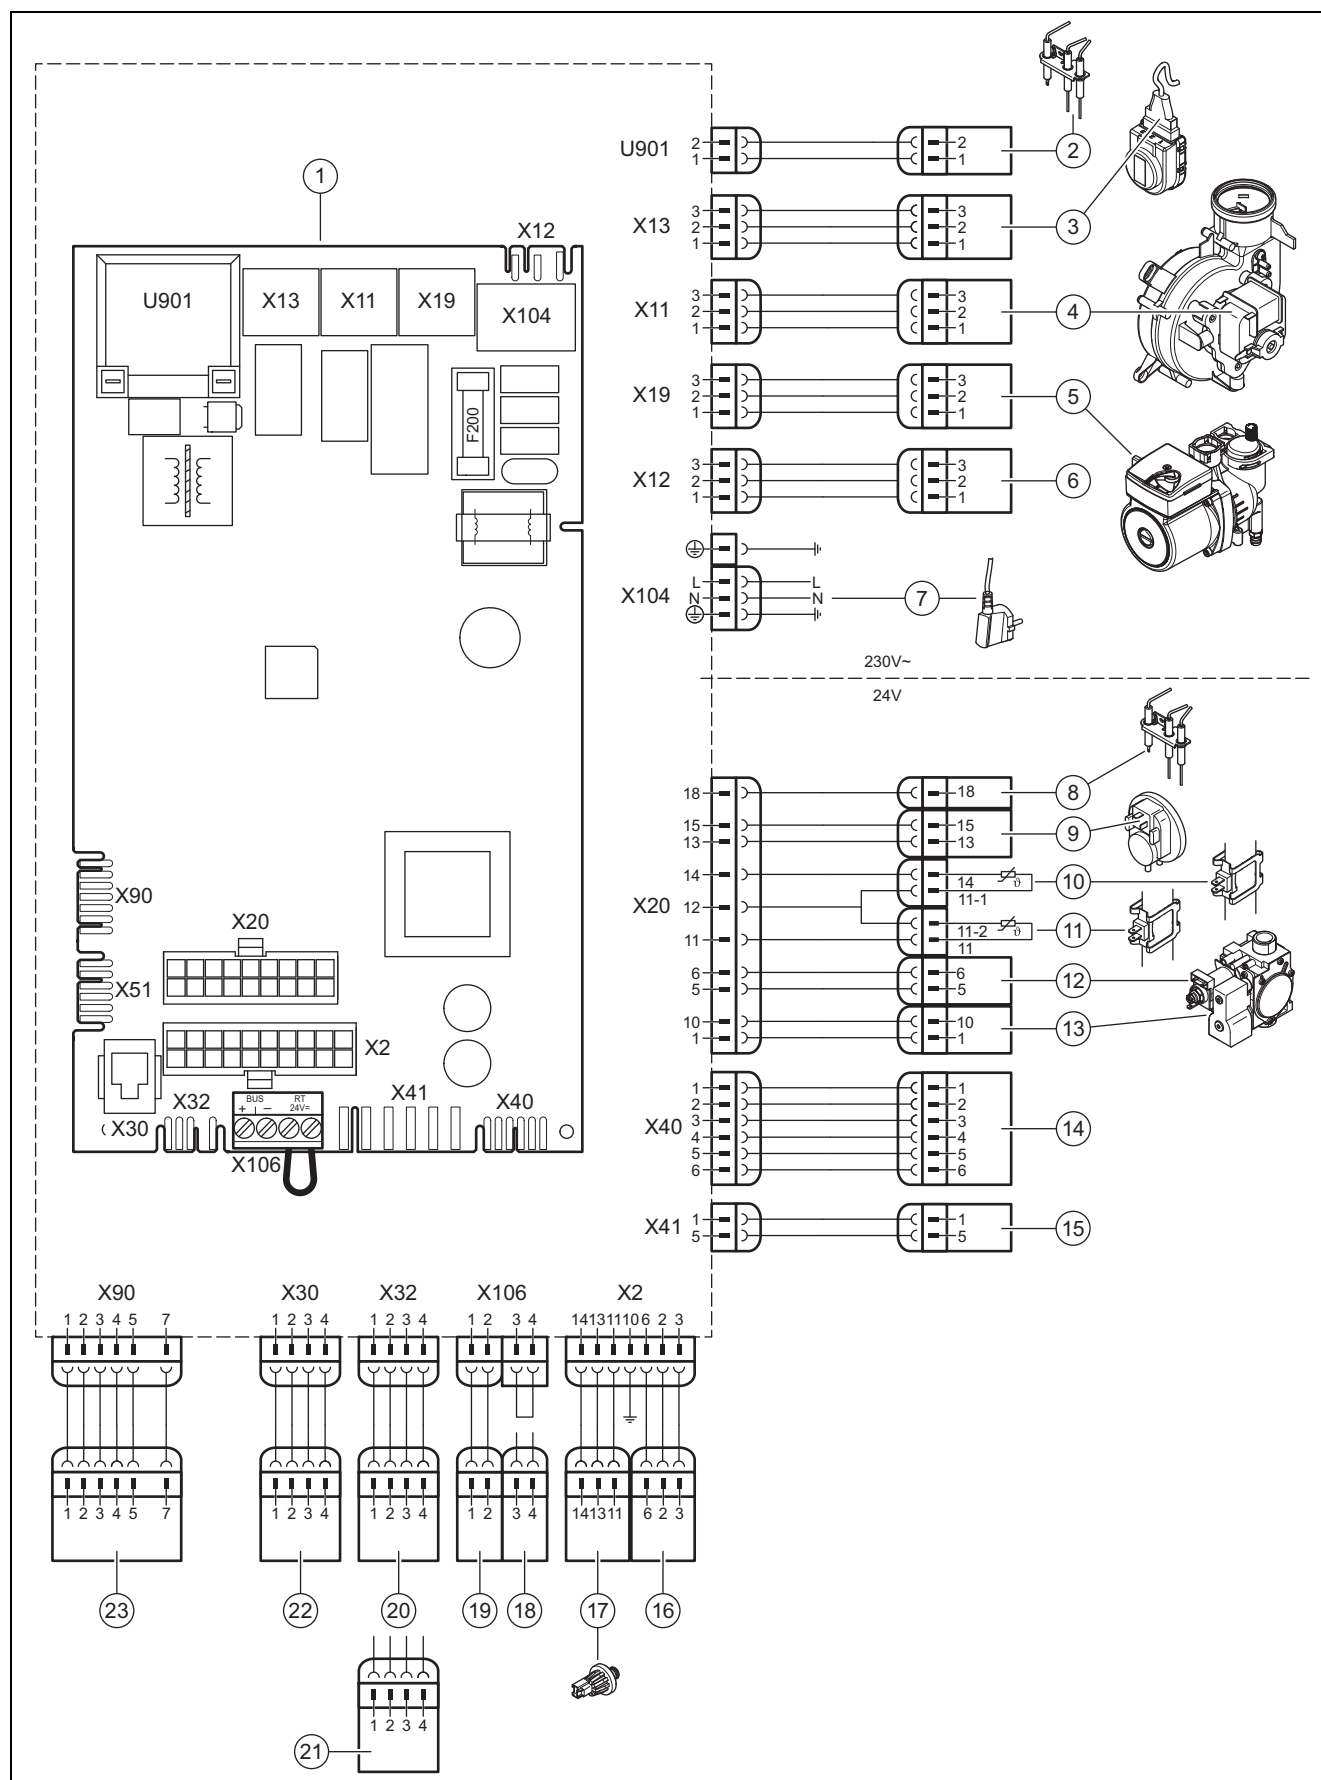 1
X12
U901
X13
X11
X19
X104
F200
X90
X20
X51
X2
X32
X41
X40
X30
BUS
RT
+ –
24V=
X106
U901
2
1
2
1
2
X13
3
2
1
3
2
1
3
X11
3
2
1
3
2
1
4
X19
3
2
1
3
2
1
5
X12
3
2
1
3
2
1
6
X104
L L
N N
7
230V~
24V
X20
18 18
8
15 15
13 13
9
14 14
11-1
10
12
11-2
11 11
11
6 6
5 5
12
10 10
1 1
13
X40
1 1
2 2
3 3
4 4
5 5
6 6
14
X41
1 1
5 5
15
X90 X30 X32 X106 X2
1 2 3 4 5 7
1 2 3 4
1 2 3 4
1 2
3 4
14 13 11 10 6 2 3
1 2 3 4 5 7
1 2 3 4
1 2 3 4
1 2
3 4
14 13 11
6 2 3
23 22 20 19 18 17 16
1 2 3 4
21